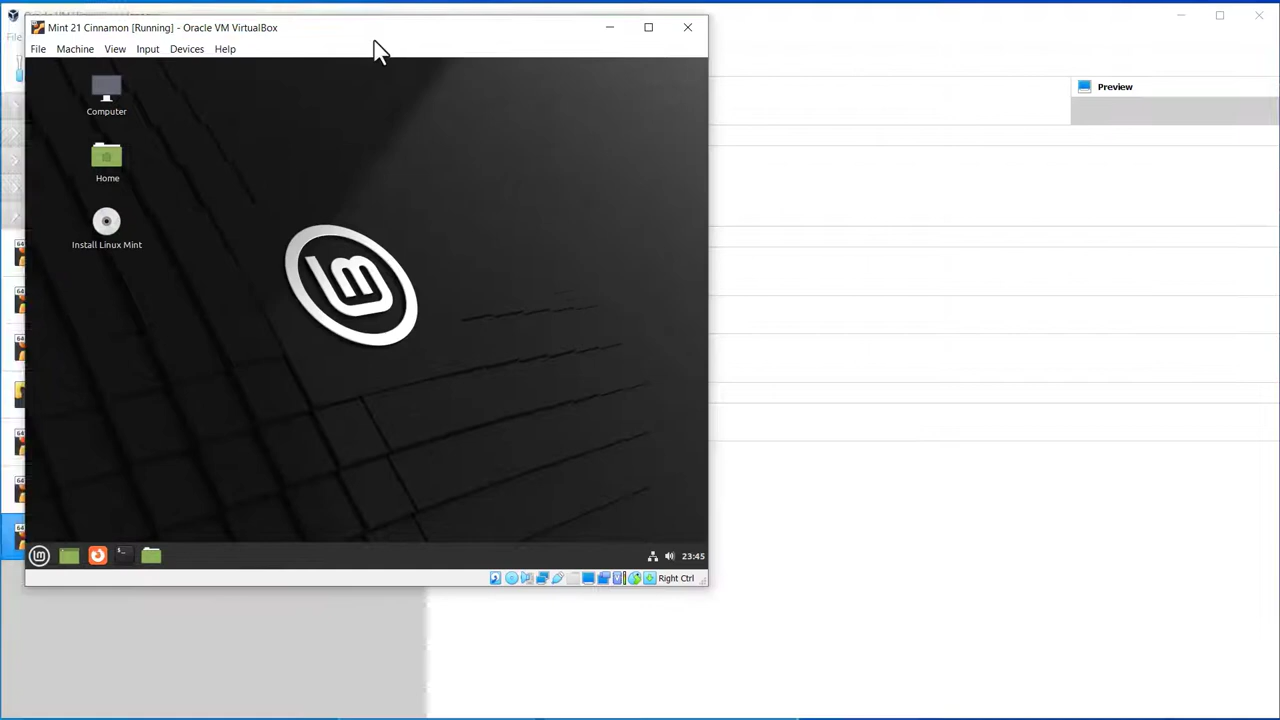 Mint 21 Cinnamon [Running] - Oracle VM VirtualBox
File Machine View Input Devices Help
Preview
Computer
Home
Install Linux Mint
lm
23:45
Right Ctrl